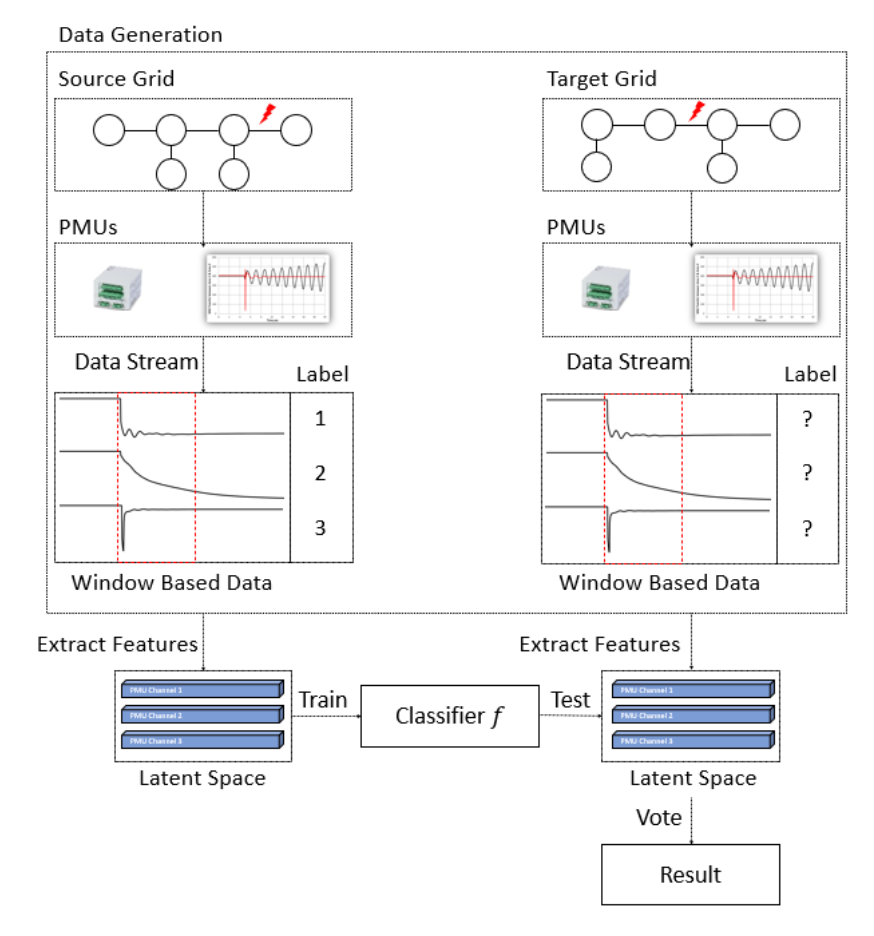 Data Generation
Source Grid
Target Grid
PMUs
PMUs
Data Stream
Label
Data Stream
Label
1
2
3
?
?
?
Window Based Data
Window Based Data
Extract Features
Extract Features
PMU Channel 1
PMU Channel 2
PMU Channel 3
Train
Classifier f
Test
PMU Channel 1
PMU Channel 2
PMU Channel 3
Latent Space
Latent Space
Vote
Result